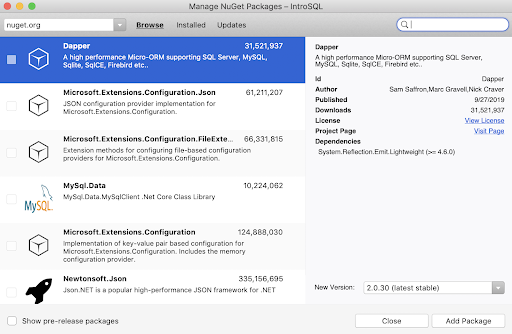 Manage NuGet Packages – IntroSQL
nuget.org
Browse Installed Updates
Dapper 31,521,937
A high performance Micro-ORM supporting SQL Server, MySQL,
Sqlite, SqlCE, Firebird etc..
Microsoft.Extensions.Configuration.Json 61,211,207
JSON configuration provider implementation for
Microsoft.Extensions.Configuration.
Microsoft.Extensions.Configuration.FileExte... 66,331,815
Extension methods for configuring file-based configuration
providers for Microsoft.Extensions.Configuration.
MySQL
MySql.Data 10,224,062
MySql.Data.MySqlClient .Net Core Class Library
Microsoft.Extensions.Configuration 124,888,030
Implementation of key-value pair based configuration for
Microsoft.Extensions.Configuration. Includes the memory
configuration provider.
Newtonsoft.Json 335,156,695
Json.NET is a popular high-performance JSON framework for .NET
Dapper
A high performance Micro-ORM supporting SQL Server,
MySQL, Sqlite, SqlCE, Firebird etc..
Id Dapper
Author Sam Saffron,Marc Gravell,Nick Craver
Published 9/27/2019
Downloads 31,521,937
License View License
Project Page Visit Page
Dependencies
System.Reflection.Emit.Lightweight (>= 4.6.0)
New Version: 2.0.30 (latest stable)
Show pre-release packages
Close Add Package